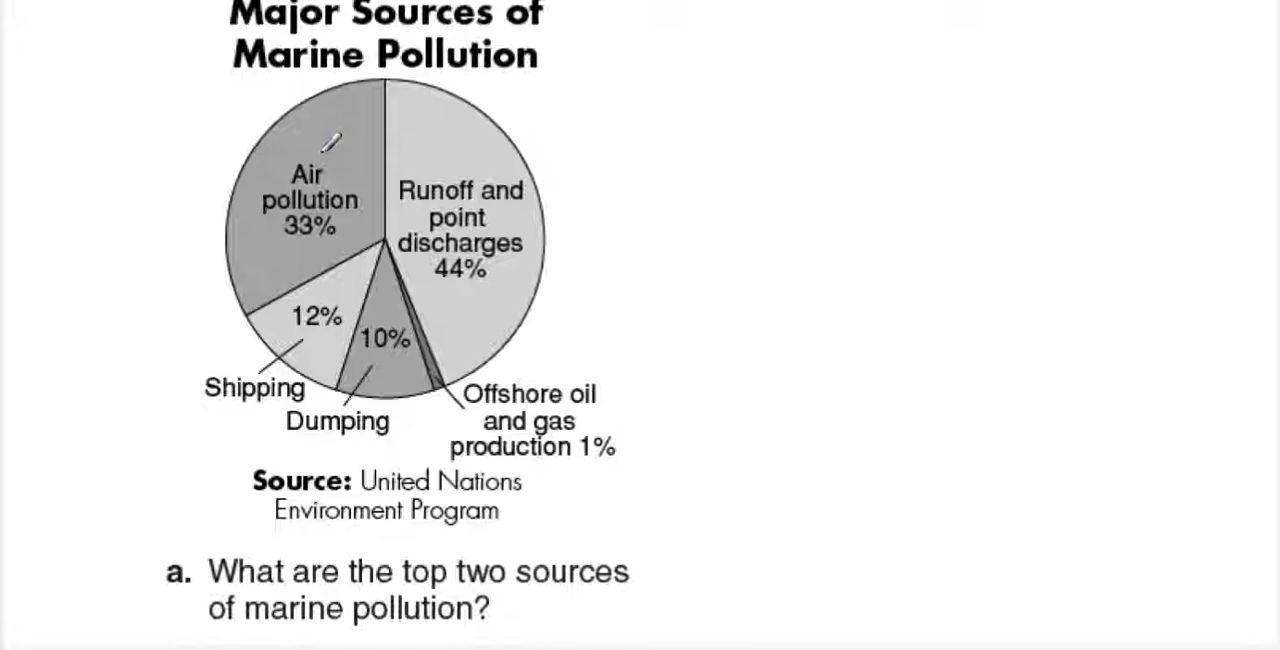 Major Sources of
Marine Pollution
Air
pollution
33%
Runoff and
point
discharges
44%
12%
10%
Shipping
Dumping
Offshore oil
and gas
production 1%
Source: United Nations
Environment Program
a. What are the top two sources
of marine pollution?